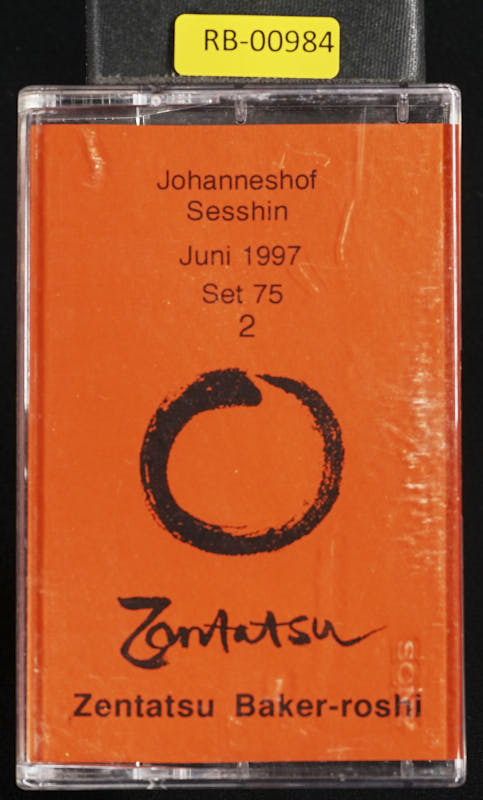 RB-00984
Johanneshof
Sesshin
Juni 1997
Set 75
2
Zentatsu
Zentatsu Baker-roshi